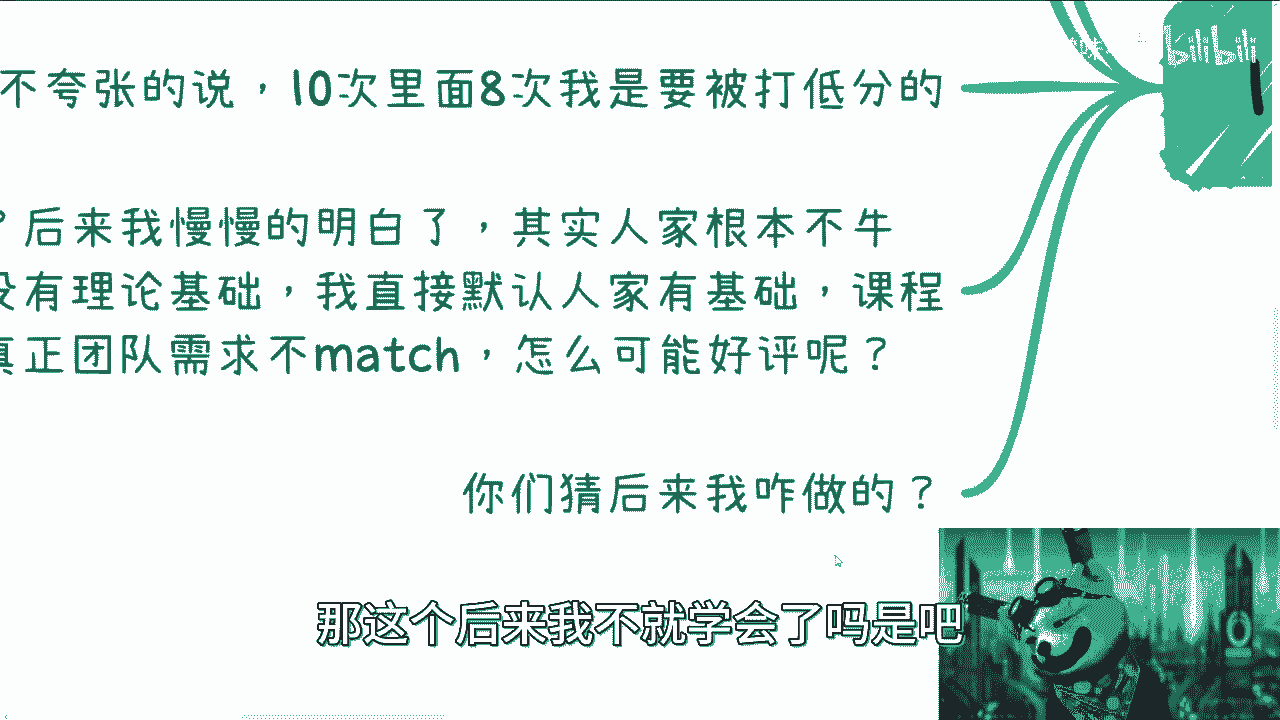 bilibili
不夸张的说，10次里面8次我是要被打低分的
？后来我慢慢的明白了，其实人家根本不牛
没有理论基础，我直接默认人家有基础，课程
真正团队需求不match，怎么可能好评呢？
你们猜后来我咋做的？
那这个后来我不就学会了吗是吧